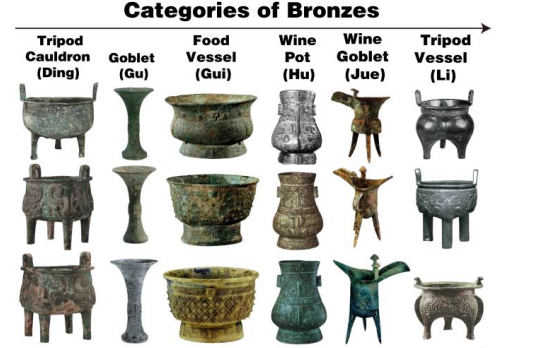 Categories of Bronzes
Tripod
Cauldron
(Ding)
Goblet
(Gu)
Food
Vessel
(Gui)
Wine
Pot
(Hu)
Wine
Goblet
(Jue)
Tripod
Vessel
(Li)